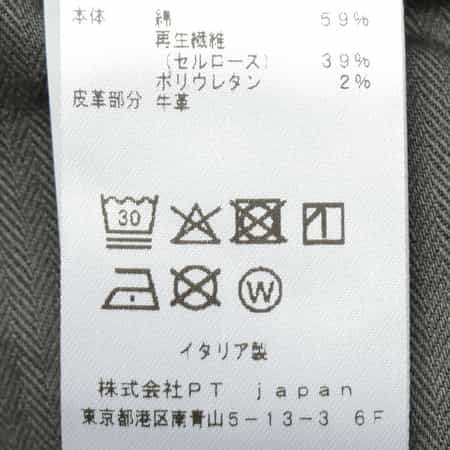 本体 綿 59%
再生繊維
(セルロース) 39%
ポリウレタン 2%
皮革部分 牛革
30
W
イタリア製
株式会社PT japan
東京都港区南青山5-13-3 6F